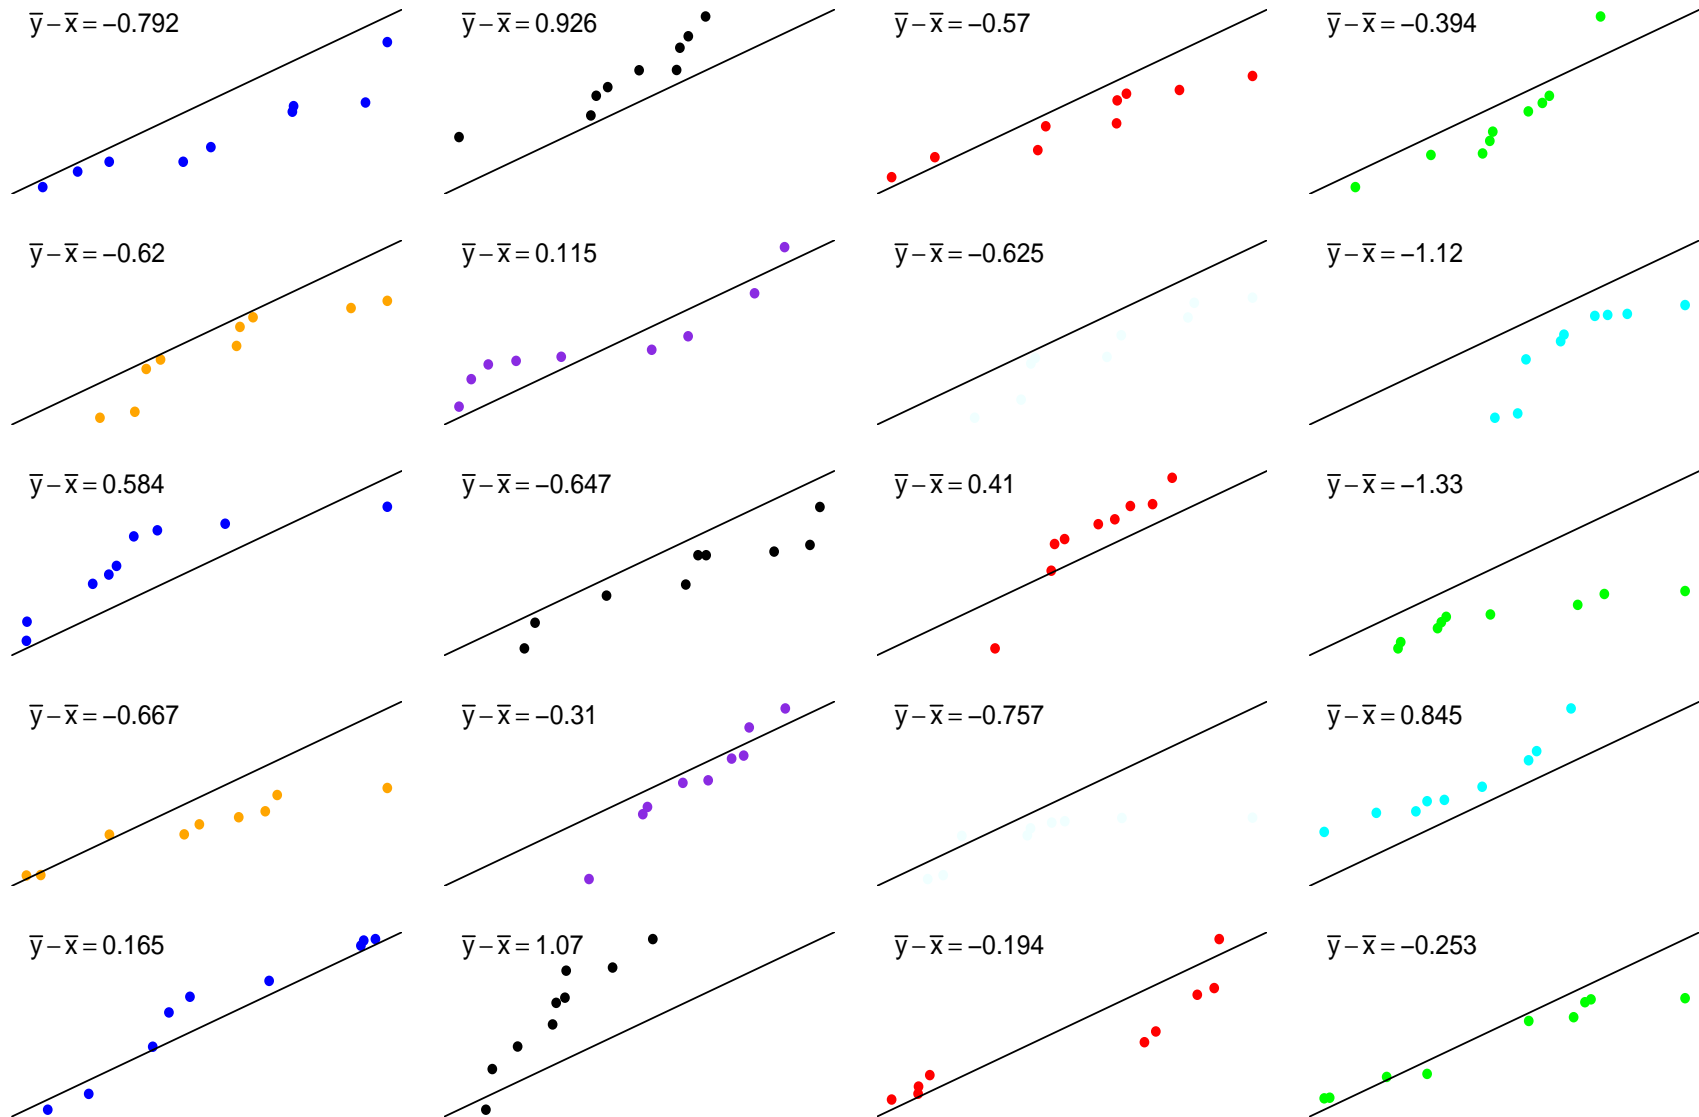 y̅ − x̅ = −0.792
y̅ − x̅ = 0.926
y̅ − x̅ = −0.57
y̅ − x̅ = −0.394
y̅ − x̅ = −0.62
y̅ − x̅ = 0.115
y̅ − x̅ = −0.625
y̅ − x̅ = −1.12
y̅ − x̅ = 0.584
y̅ − x̅ = −0.647
y̅ − x̅ = 0.41
y̅ − x̅ = −1.33
y̅ − x̅ = −0.667
y̅ − x̅ = −0.31
y̅ − x̅ = −0.757
y̅ − x̅ = 0.845
y̅ − x̅ = 0.165
y̅ − x̅ = 1.07
y̅ − x̅ = −0.194
y̅ − x̅ = −0.253